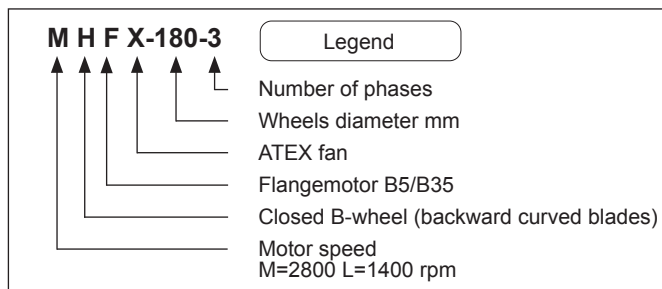 M H F X-180-3
Legend
Number of phases
Wheels diameter mm
ATEX fan
Flangemotor B5/B35
Closed B-wheel (backward curved blades)
Motor speed
M=2800 L=1400 rpm